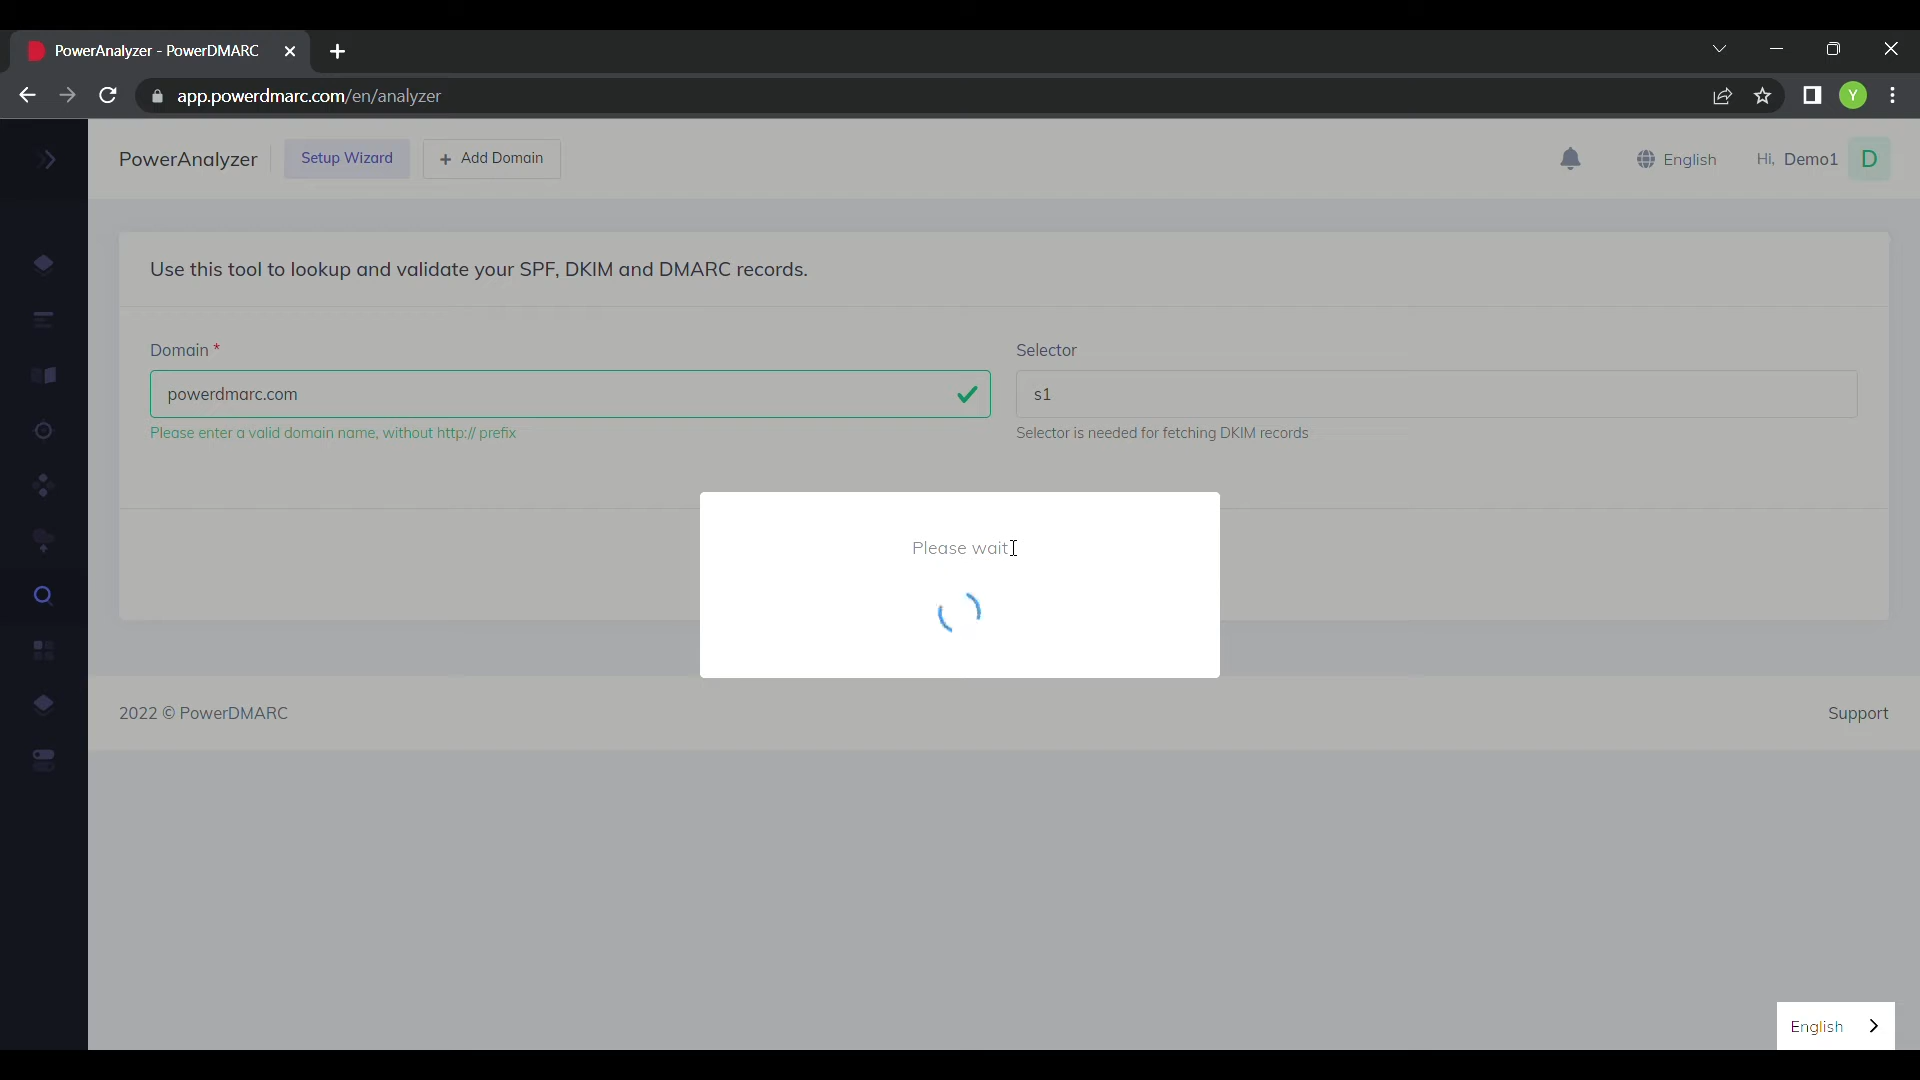 PowerAnalyzer - PowerDMARC
app.powerdmarc.com/en/analyzer
Y
PowerAnalyzer
Setup Wizard
+ Add Domain
English
Hi, Demo1
D
Use this tool to lookup and validate your SPF, DKIM and DMARC records.
Domain *
Selector
powerdmarc.com
s1
Please enter a valid domain name, without http:// prefix
Selector is needed for fetching DKIM records
Please wait
2022 © PowerDMARC
Support
English